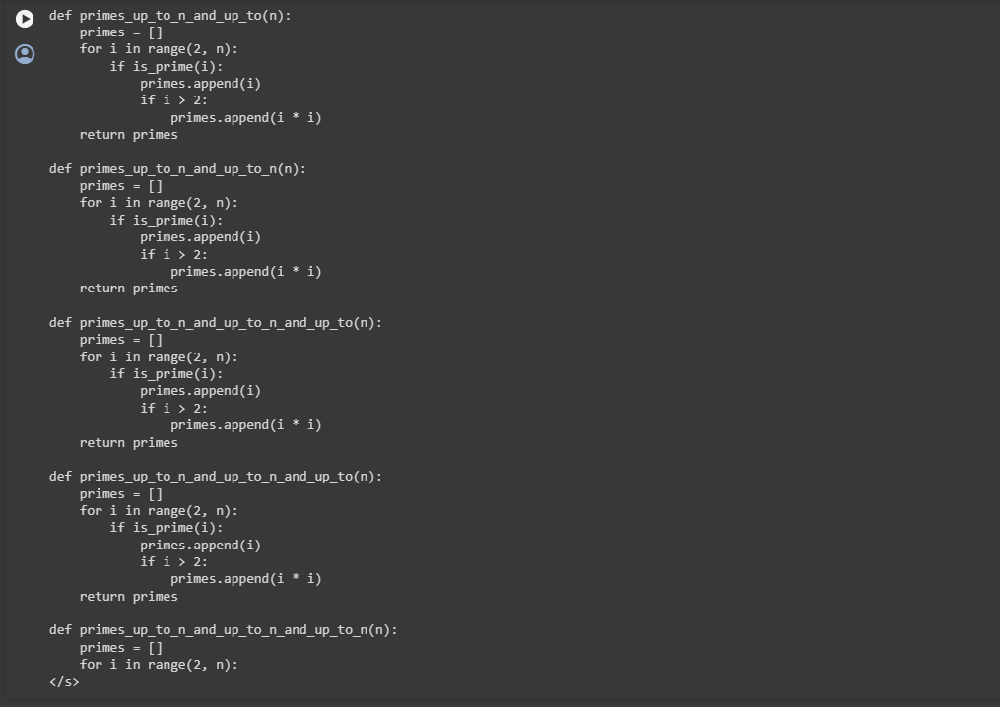 def primes_up_to_n_and_up_to(n):
    primes = []
    for i in range(2, n):
        if is_prime(i):
            primes.append(i)
            if i > 2:
                primes.append(i * i)
    return primes

def primes_up_to_n_and_up_to_n(n):
    primes = []
    for i in range(2, n):
        if is_prime(i):
            primes.append(i)
            if i > 2:
                primes.append(i * i)
    return primes

def primes_up_to_n_and_up_to_n_and_up_to(n):
    primes = []
    for i in range(2, n):
        if is_prime(i):
            primes.append(i)
            if i > 2:
                primes.append(i * i)
    return primes

def primes_up_to_n_and_up_to_n_and_up_to(n):
    primes = []
    for i in range(2, n):
        if is_prime(i):
            primes.append(i)
            if i > 2:
                primes.append(i * i)
    return primes

def primes_up_to_n_and_up_to_n_and_up_to_n(n):
    primes = []
    for i in range(2, n):
</s>